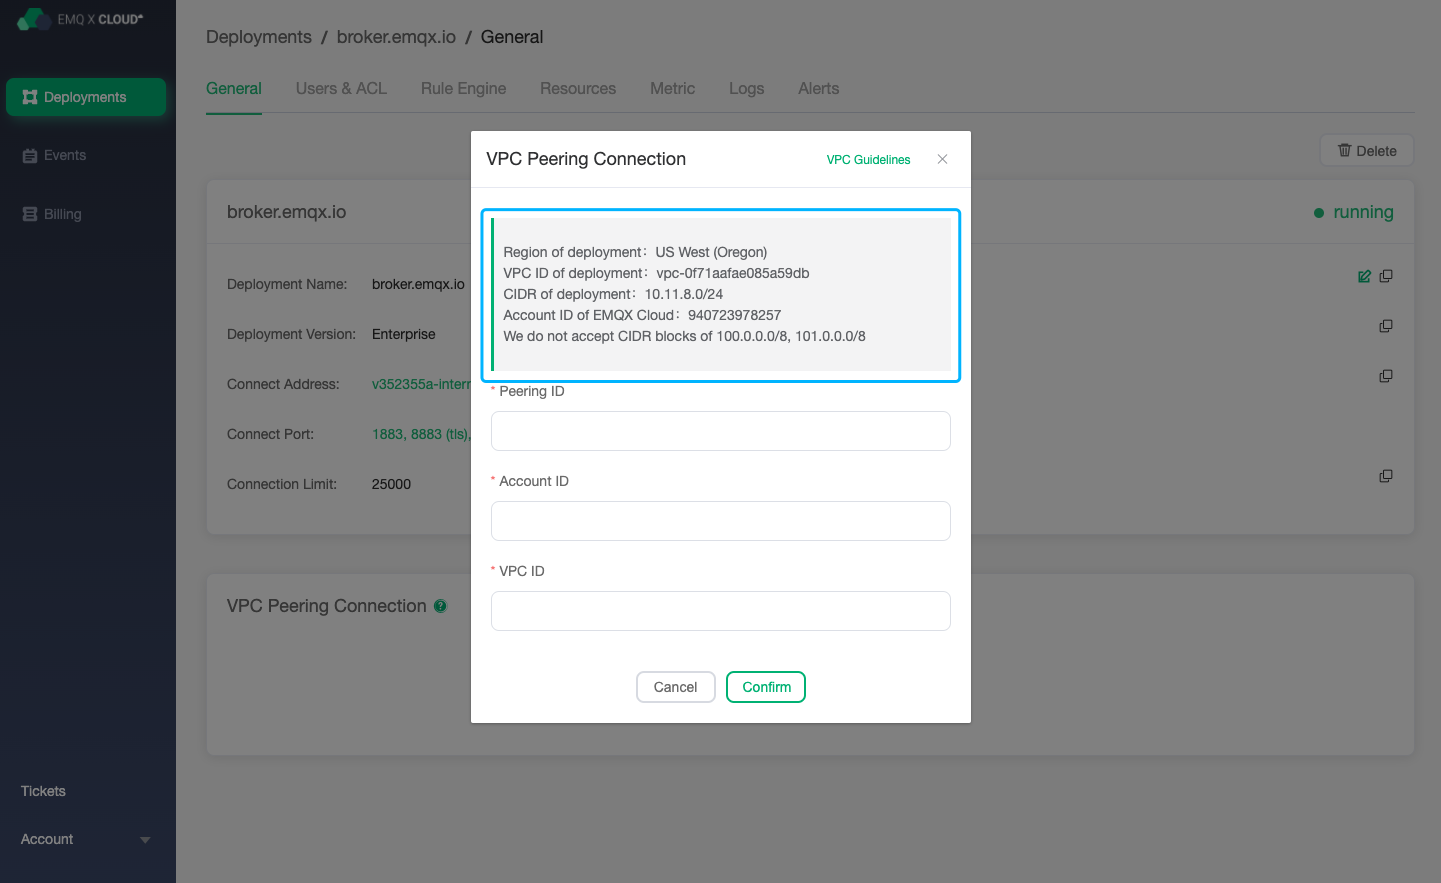 EMQ X CLOUD
Deployments / broker.emqx.io / General
Deployments
Events
Billing
Tickets
Account
General Users & ACL Rule Engine Resources Metric Logs Alerts
Delete
broker.emqx.io
running
Deployment Name: broker.emqx.io
Deployment Version: Enterprise
Connect Address: v352355a-intern
Connect Port: 1883, 8883 (tls),
Connection Limit: 25000
VPC Peering Connection
?
VPC Peering Connection
VPC Guidelines
Region of deployment：US West (Oregon)
VPC ID of deployment：vpc-0f71aafae085a59db
CIDR of deployment：10.11.8.0/24
Account ID of EMQX Cloud：940723978257
We do not accept CIDR blocks of 100.0.0.0/8, 101.0.0.0/8
* Peering ID
* Account ID
* VPC ID
Cancel
Confirm